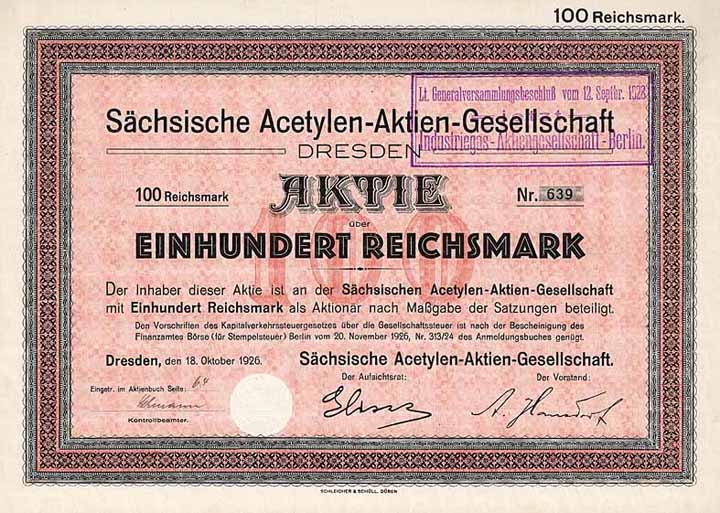 100 Reichsmark.
Lt. Generalversammlungsbeschluß vom 12. Septbr. 1928
Sächsische Acetylen-Aktien-Gesellschaft
Industriegas-Aktiengesellschaft-Berlin.
DRESDEN
100 Reichsmark
AKTIE
Nr. 639
über
100
EINHUNDERT REICHSMARK
Der Inhaber dieser Aktie ist an der Sächsischen Acetylen-Aktien-Gesellschaft
mit Einhundert Reichsmark als Aktionär nach Maßgabe der Satzungen beteiligt.
Den Vorschriften des Kapitalverkehrssteuergesetzes über die Gesellschaftssteuer ist nach der Bescheinigung des
Finanzamtes Börse (für Stempelsteuer) Berlin vom 20. November 1926, Nr. 313/24 des Anmeldungsbuches genügt.
Dresden, den 18. Oktober 1926.
Sächsische Acetylen-Aktien-Gesellschaft.
Eingetr. im Aktienbuch Seite: 64
Der Aufsichtsrat:
Der Vorstand:
Kontrollbeamter.
SCHLEICHER & SCHÜLL, DÜREN